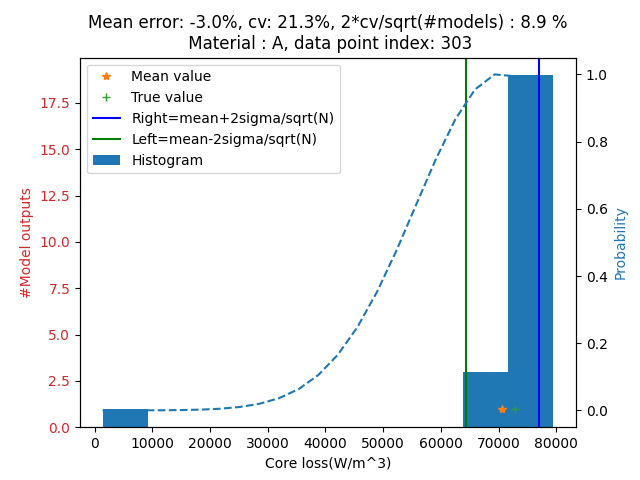 Mean error: -3.0%, cv: 21.3%, 2*cv/sqrt(#models) : 8.9 %
Material : A, data point index: 303
Mean value
True value
Right=mean+2sigma/sqrt(N)
Left=mean-2sigma/sqrt(N)
Histogram
#Model outputs
17.5
15.0
12.5
10.0
7.5
5.0
2.5
0.0
1.0
0.8
0.6
0.4
0.2
0.0
Probability
0 10000 20000 30000 40000 50000 60000 70000 80000
Core loss(W/m^3)